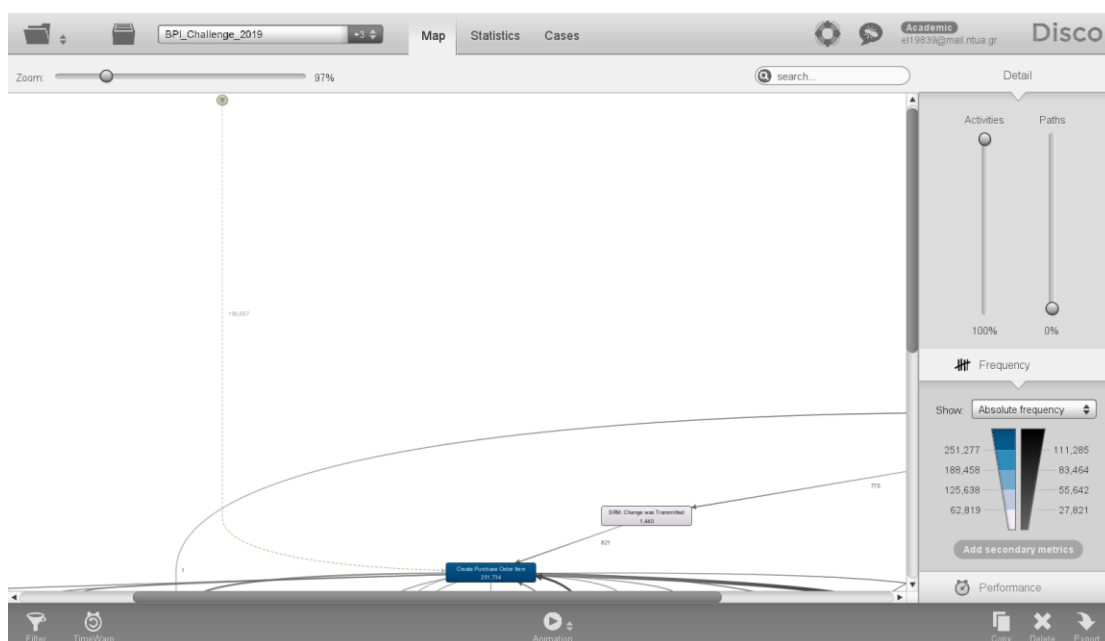 BPI_Challenge_2019
+3
Map
Statistics
Cases
Academic
el19839@mail.ntua.gr
Disco
Zoom:
97%
search...
Detail
Activities
Paths
100%
0%
Frequency
Show:
Absolute frequency
251,277
188,458
125,638
62,819
111,285
83,464
55,642
27,821
Add secondary metrics
Performance
775
SRM: Change was Transmitted
1,440
821
1
Create Purchase Order Item
201,734
Filter
TimeWarp
Animation
Copy
Delete
Export